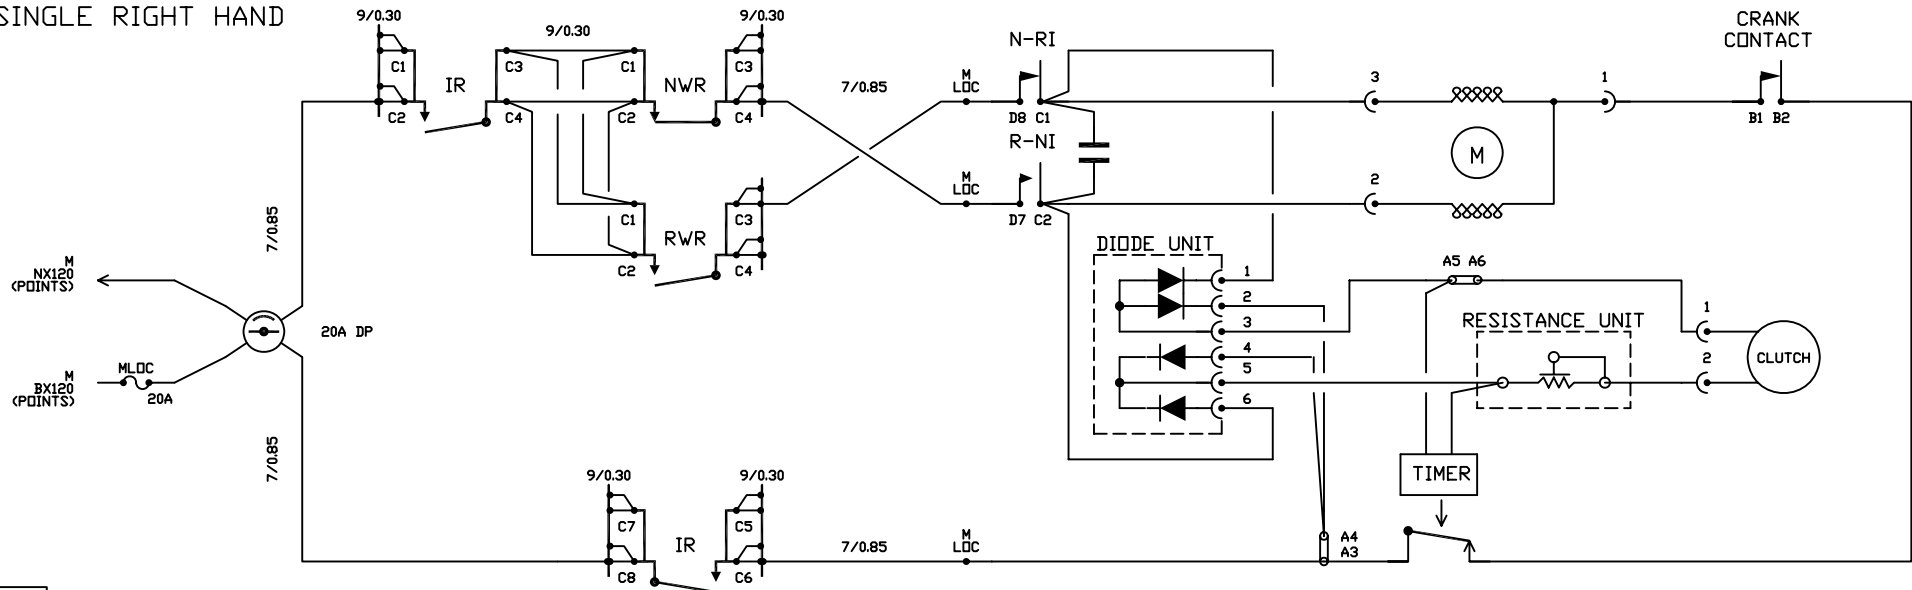 SINGLE RIGHT HAND
9/0.30
9/0.30
9/0.30
CRANK
CONTACT
N-RI
C1
IR
C3
C1
NWR
C3
M
LOC
7/0.85
3
1
C2
C4
C2
C4
D8 C1
B1 B2
R-NI
M
M
LOC
2
7/0.85
C1
C3
D7 C2
RWR
DIODE UNIT
C2
C4
M
NX120
(POINTS)
A5 A6
1
2
3
4
5
6
20A DP
RESISTANCE UNIT
1
2
CLUTCH
M
BX120
(POINTS)
MLOC
20A
7/0.85
9/0.30
9/0.30
TIMER
C7
C5
IR
7/0.85
M
LOC
A4
A3
C8
C6